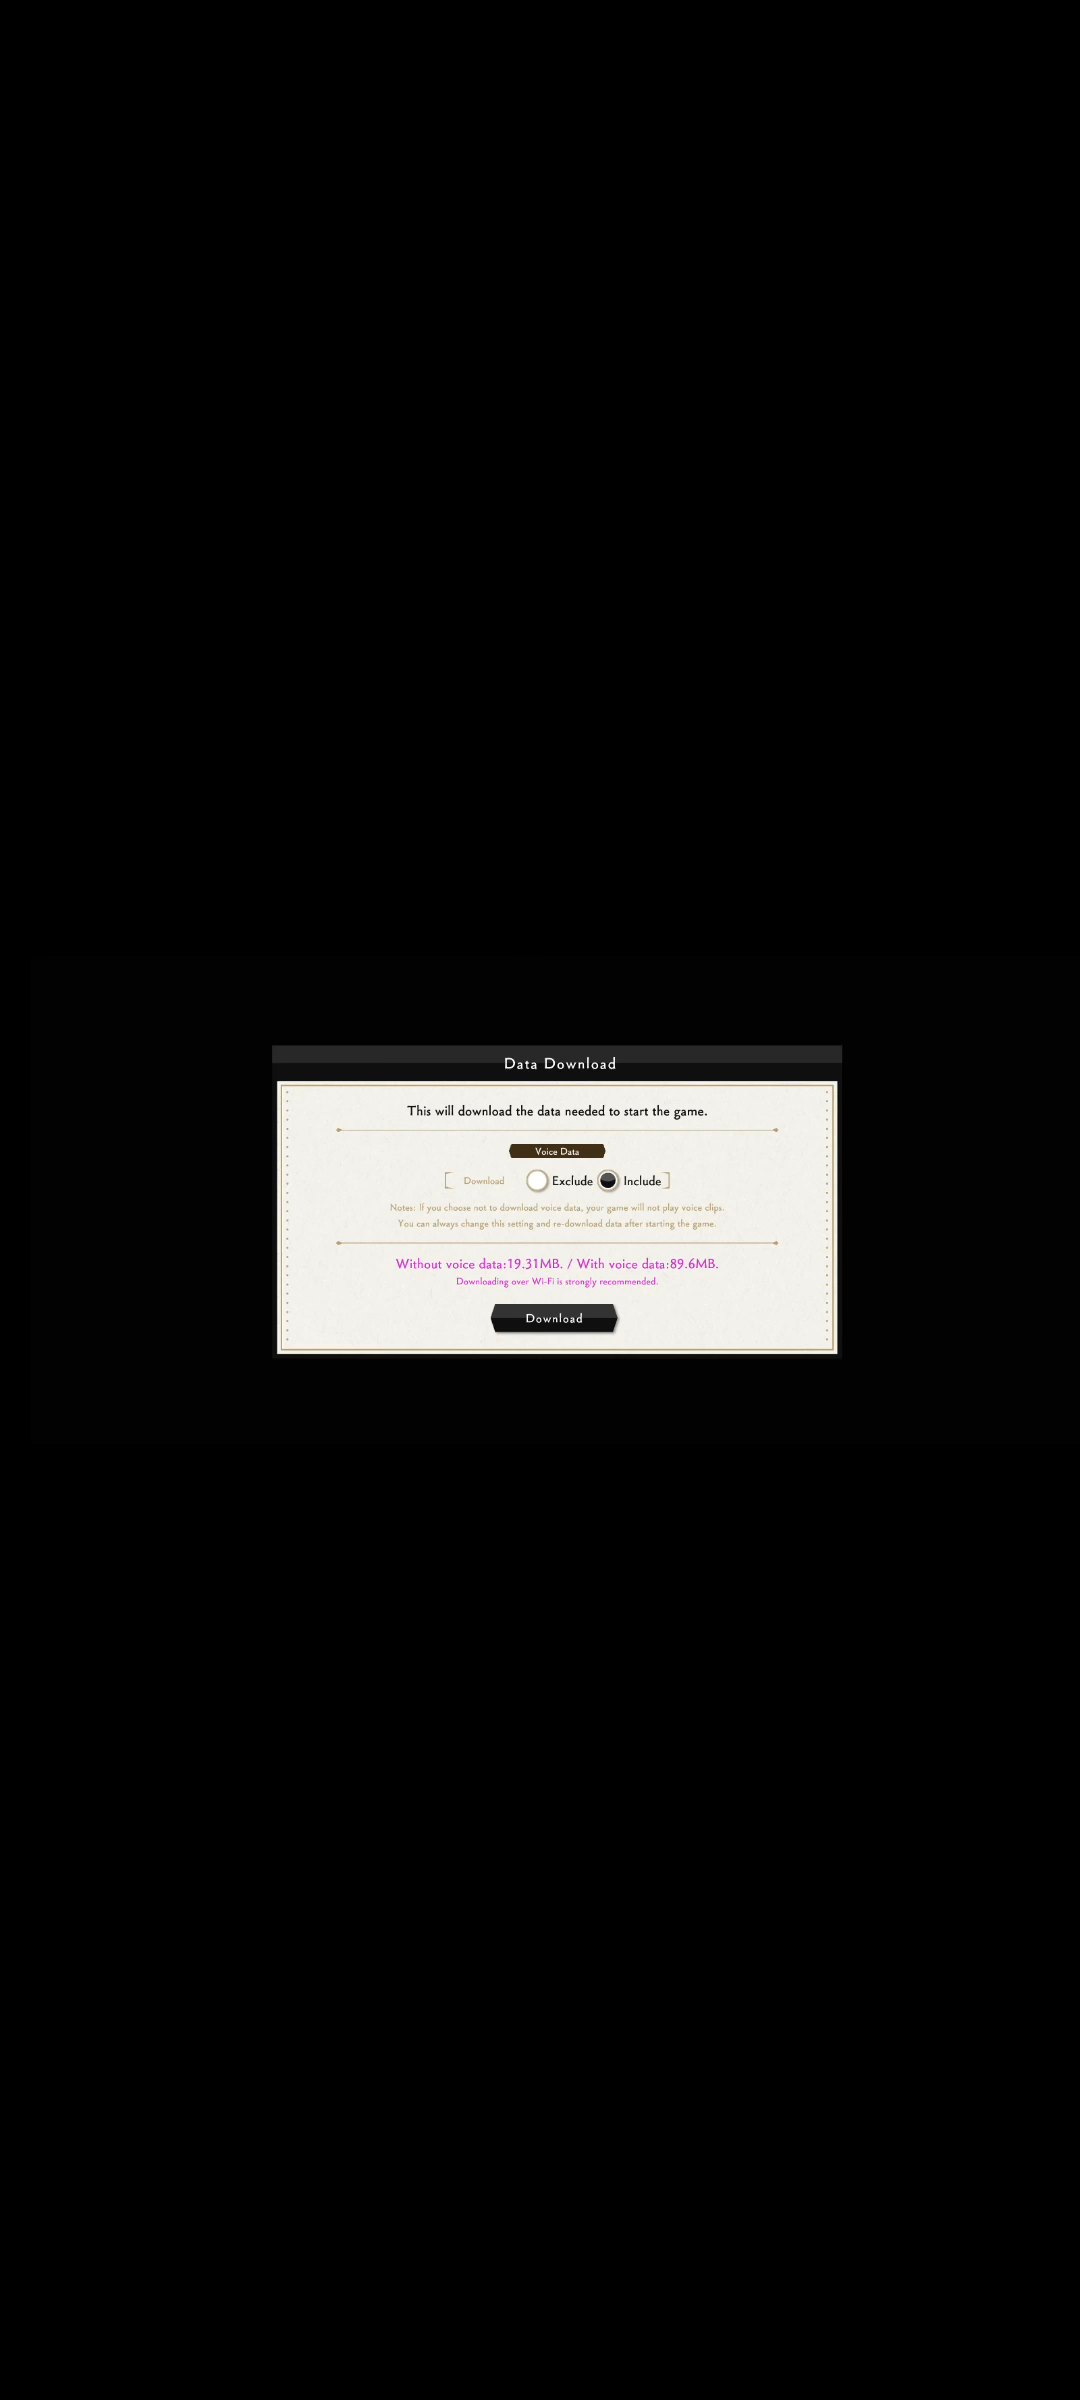 Data Download
This will download the data needed to start the game.
Voice Data
Download Exclude Include
Notes: If you choose not to download voice data, your game will not play voice clips.
You can always change this setting and re-download data after starting the game.
Without voice data:19.31MB. / With voice data:89.6MB.
Downloading over Wi-Fi is strongly recommended.
Download